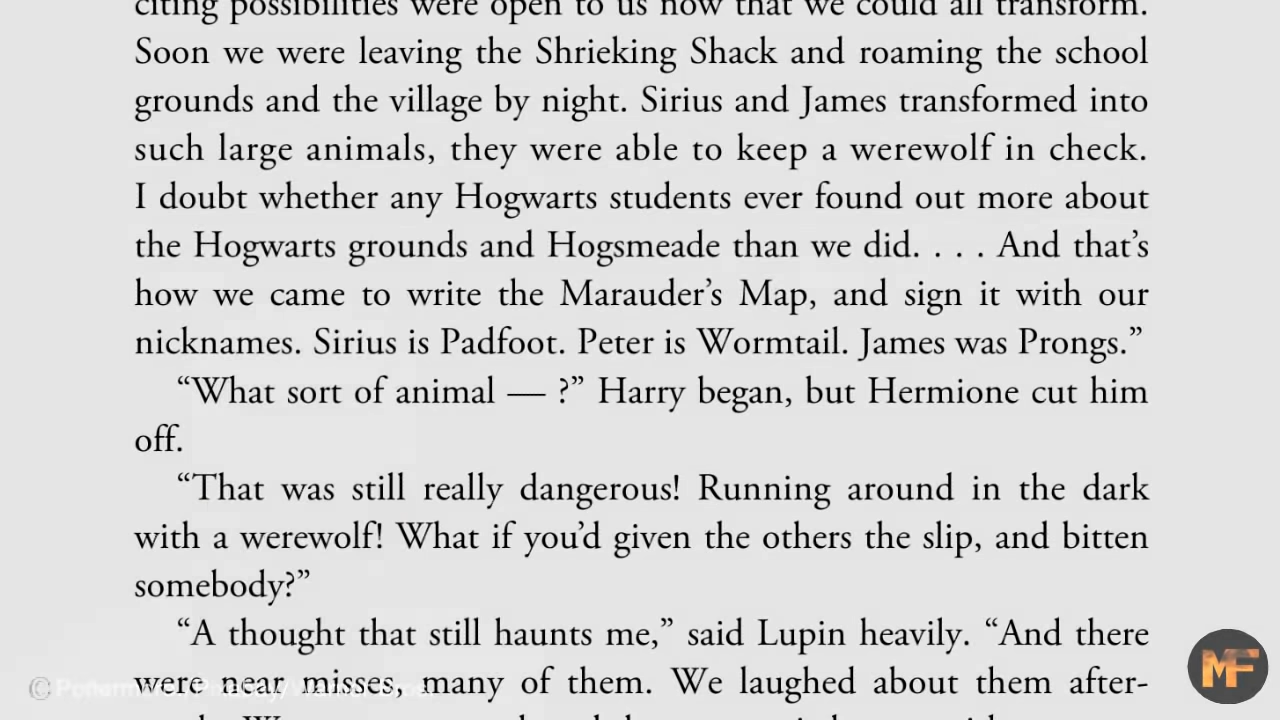 citing possibilities were open to us now that we could all transform.
Soon we were leaving the Shrieking Shack and roaming the school
grounds and the village by night. Sirius and James transformed into
such large animals, they were able to keep a werewolf in check.
I doubt whether any Hogwarts students ever found out more about
the Hogwarts grounds and Hogsmeade than we did. . . . And that’s
how we came to write the Marauder’s Map, and sign it with our
nicknames. Sirius is Padfoot. Peter is Wormtail. James was Prongs.”
“What sort of animal — ?” Harry began, but Hermione cut him
off.
“That was still really dangerous! Running around in the dark
with a werewolf! What if you’d given the others the slip, and bitten
somebody?”
“A thought that still haunts me,” said Lupin heavily. “And there
were near misses, many of them. We laughed about them after-
MF